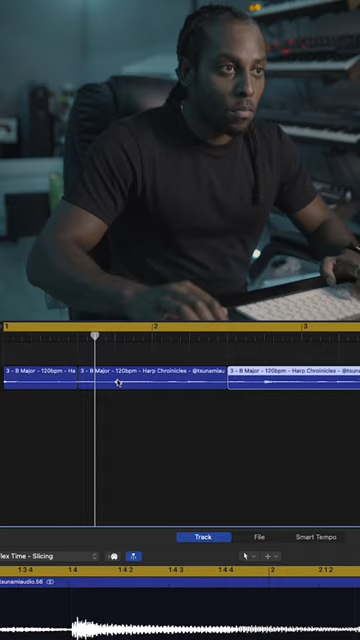 1 2 3
3 - B Major - 120bpm - Ha
3 - B Major - 120bpm - Harp Chroinicles - @tsunamiau
3 - B Major - 120bpm - Harp Chroinicles - @tsuna
Track File Smart Tempo
lex Time - Slicing
1 3 4 1 4 1 4 2 1 4 3 1 4 4 2 2 1 2
tsunamiaudio.56